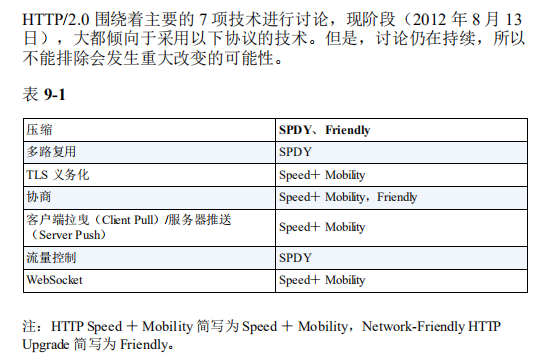 HTTP/2.0 围绕着主要的 7 项技术进行讨论，现阶段（2012 年 8 月 13
日），大都倾向于采用以下协议的技术。但是，讨论仍在持续，所以
不能排除会发生重大改变的可能性。
表 9-1
压缩 SPDY、Friendly
多路复用 SPDY
TLS 义务化 Speed＋ Mobility
协商 Speed＋ Mobility，Friendly
客户端拉曳（Client Pull）/服务器推送
（Server Push） Speed＋ Mobility
流量控制 SPDY
WebSocket Speed＋ Mobility
注：HTTP Speed ＋ Mobility 简写为 Speed ＋ Mobility，Network-Friendly HTTP
Upgrade 简写为 Friendly。